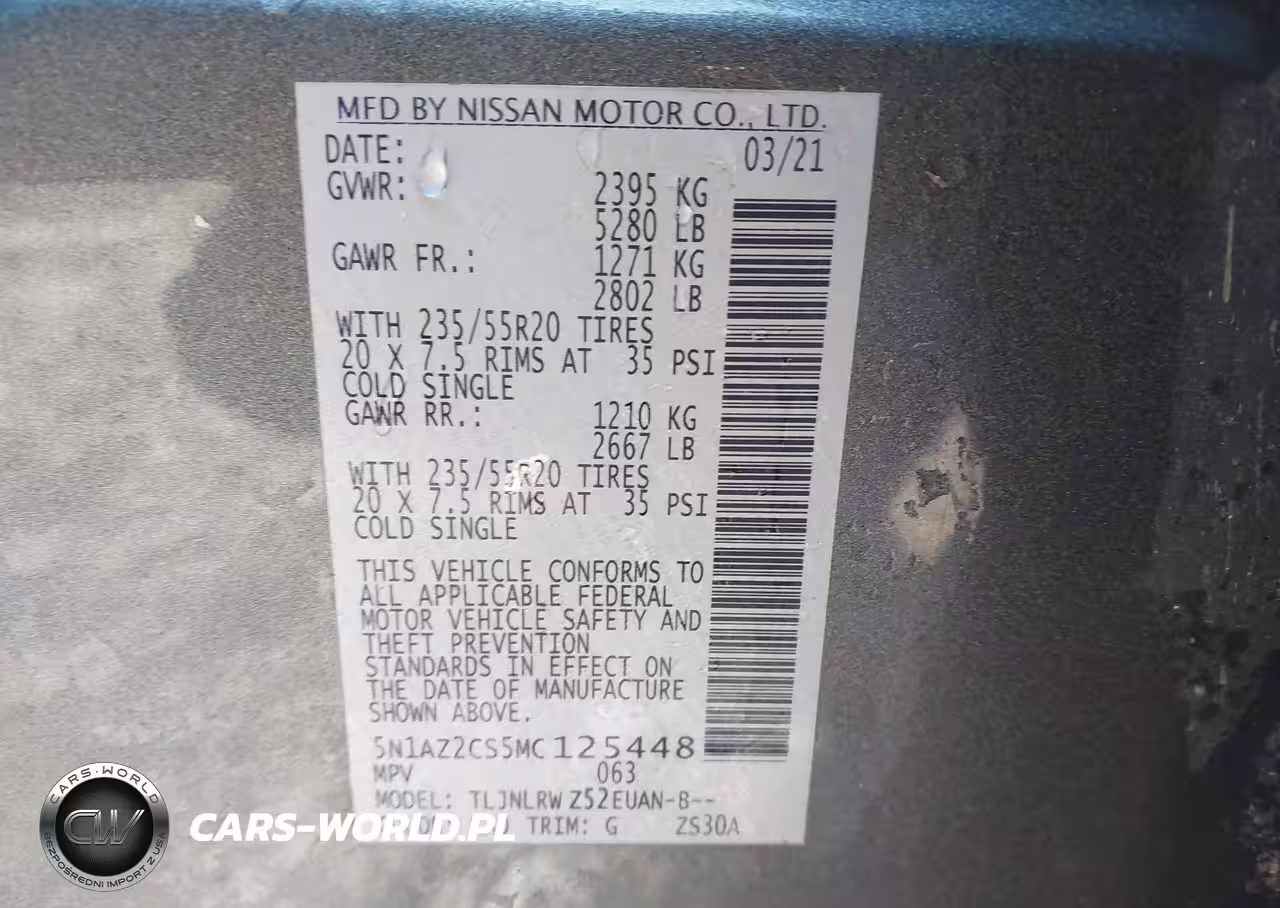 MFD BY NISSAN MOTOR CO., LTD.
DATE: 03/21
GVWR: 2395 KG
5280 LB
GAWR FR.: 1271 KG
2802 LB
WITH 235/55R20 TIRES
20 X 7.5 RIMS AT 35 PSI
COLD SINGLE
GAWR RR.: 1210 KG
2667 LB
WITH 235/55R20 TIRES
20 X 7.5 RIMS AT 35 PSI
COLD SINGLE
THIS VEHICLE CONFORMS TO
ALL APPLICABLE FEDERAL
MOTOR VEHICLE SAFETY AND
THEFT PREVENTION
STANDARDS IN EFFECT ON
THE DATE OF MANUFACTURE
SHOWN ABOVE.
5N1AZ2CS5MC125448
MPV 063
MODEL: TLJNLRW Z52EUAN-B--
TRIM: G ZS30A
CARS-WORLD
CW
BEZPOŚREDNI IMPORT Z USA
CARS-WORLD.PL